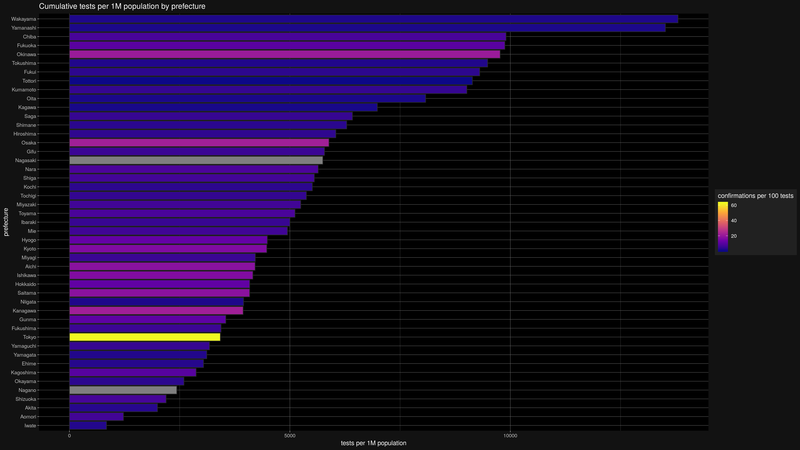 Cumulative tests per 1M population by prefecture
Wakayama
Yamanashi
Chiba
Fukuoka
Okinawa
Tokushima
Fukui
Tottori
Kumamoto
Oita
Kagawa
Saga
Shimane
Hiroshima
Osaka
Gifu
Nagasaki
Nara
Shiga
Kochi
Tochigi
Miyazaki
Toyama
Ibaraki
Mie
Hyogo
Kyoto
Miyagi
Aichi
Ishikawa
Hokkaido
Saitama
Niigata
Kanagawa
Gunma
Fukushima
Tokyo
Yamaguchi
Yamagata
Ehime
Kagoshima
Okayama
Nagano
Shizuoka
Akita
Aomori
Iwate
prefecture
0
5000
10000
tests per 1M population
confirmations per 100 tests
60
40
20